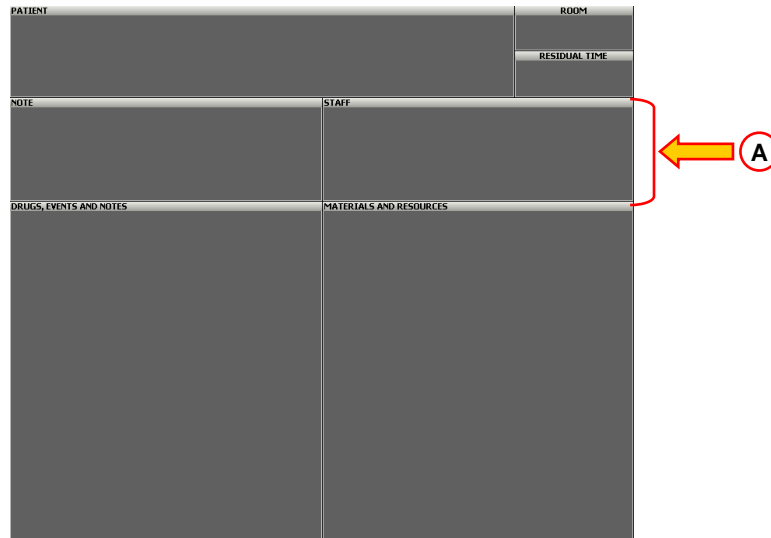 PATIENT
ROOM
RESIDUAL TIME
NOTE
STAFF
A
DRUGS, EVENTS AND NOTES
MATERIALS AND RESOURCES